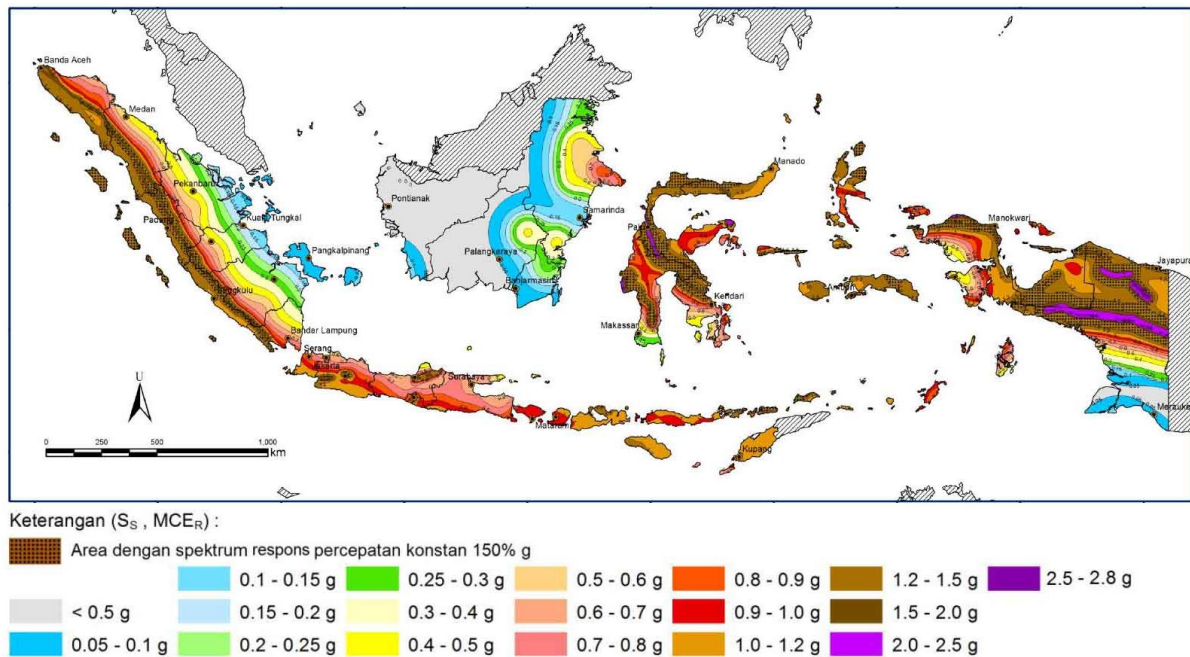 Banda Aceh
Medan
Manado
Pekanbaru
Pontianak
Samarinda
Manokwari
Kuala Tungkal
Padang
Pangkalpinang
Palangkaraya
Jayapura
Bengkulu
Banjarmasin
Kendari
Ambon
Bandar Lampung
Makassar
Serang
Jakarta
Surabaya
Mataram
Merauke
Kupang
N
0 250 500 1,000
km
Keterangan (SS , MCER) :
Area dengan spektrum respons percepatan konstan 150% g
0.1 - 0.15 g 0.25 - 0.3 g 0.5 - 0.6 g 0.8 - 0.9 g 1.2 - 1.5 g 2.5 - 2.8 g
< 0.5 g 0.15 - 0.2 g 0.3 - 0.4 g 0.6 - 0.7 g 0.9 - 1.0 g 1.5 - 2.0 g
0.05 - 0.1 g 0.2 - 0.25 g 0.4 - 0.5 g 0.7 - 0.8 g 1.0 - 1.2 g 2.0 - 2.5 g